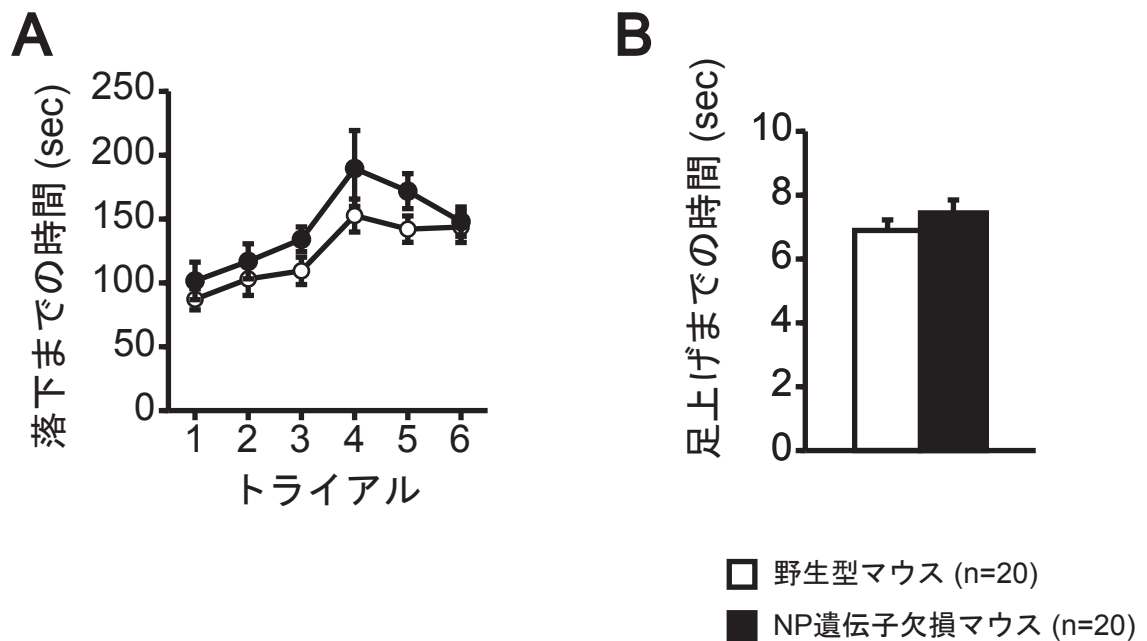 A
落下までの時間 (sec)
250
200
150
100
50
0
1 2 3 4 5 6
トライアル
B
足上げまでの時間 (sec)
10
8
6
4
2
0
野生型マウス (n=20)
NP遺伝子欠損マウス (n=20)